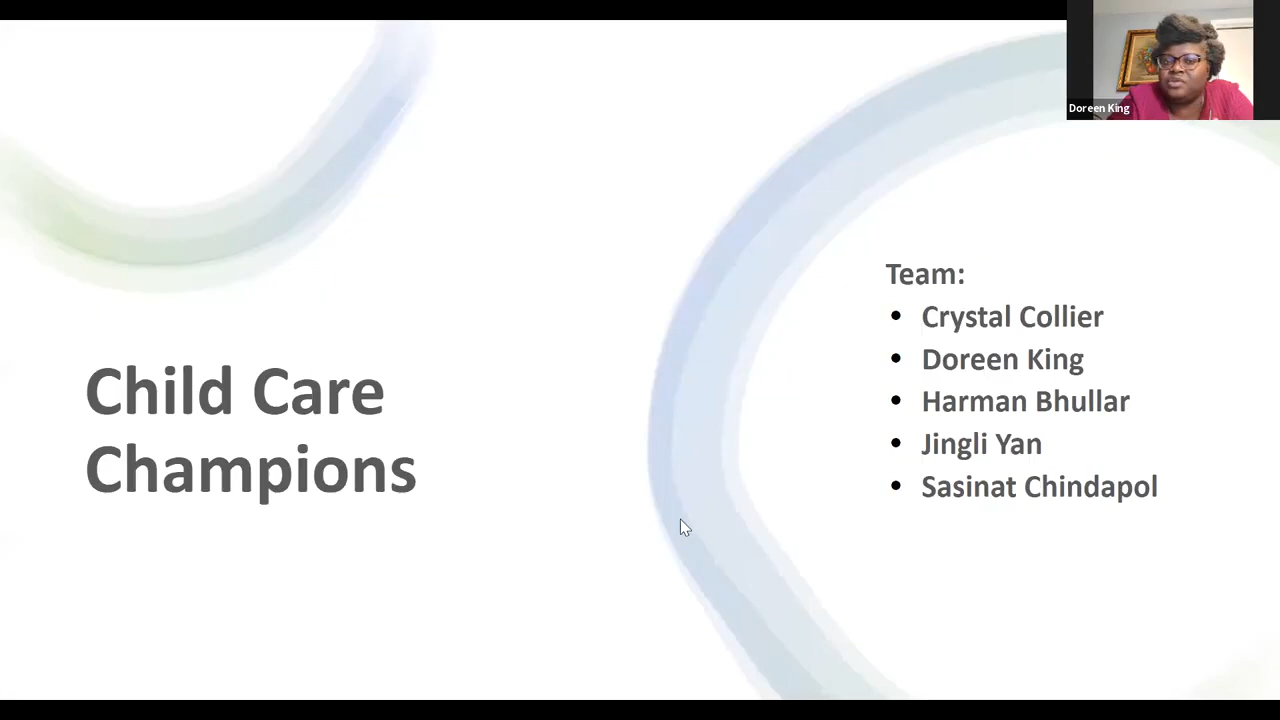 Doreen King
Child Care
Champions
Team:
• Crystal Collier
• Doreen King
• Harman Bhullar
• Jingli Yan
• Sasinat Chindapol